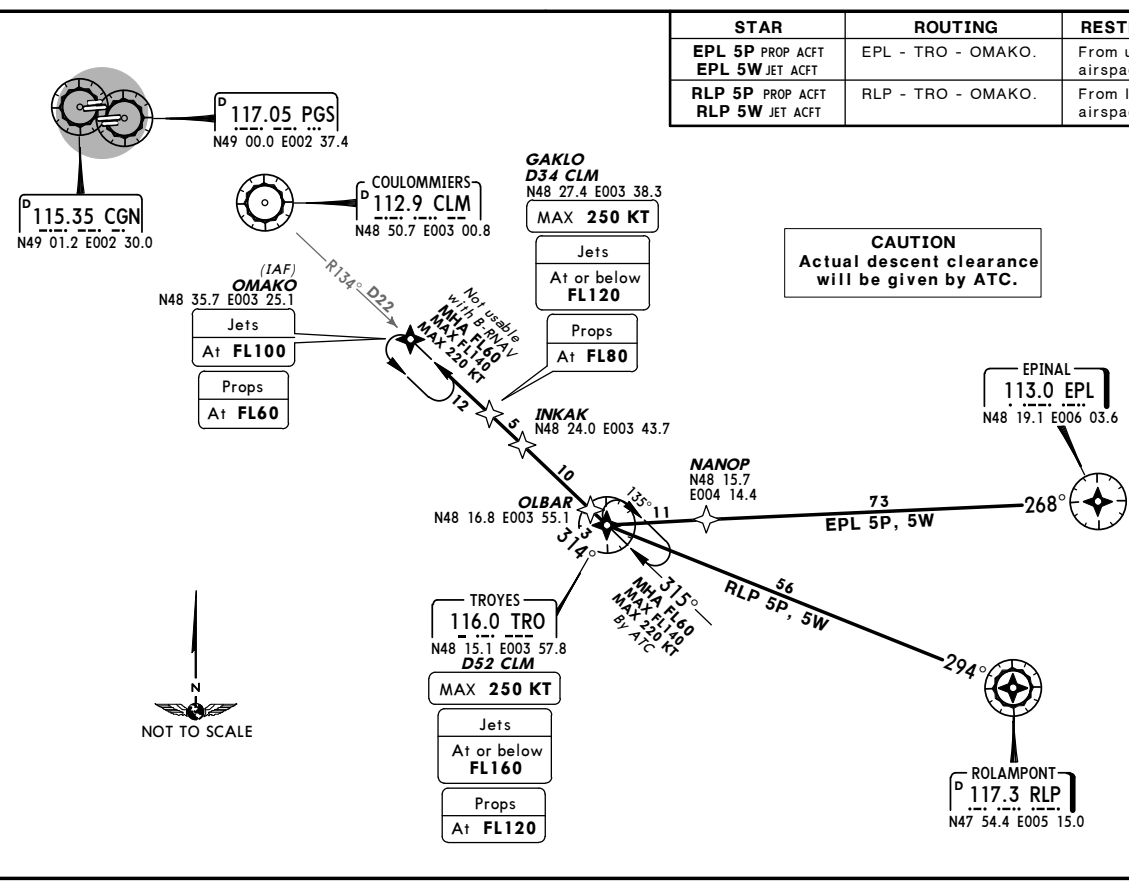 STAR ROUTING
EPL 5P PROP ACFT
EPL 5W JET ACFT
EPL - TRO - OMAKO.
From
airspa
RLP 5P PROP ACFT
RLP 5W JET ACFT
RLP - TRO - OMAKO.
From
airspa
D
117.05 PGS
N49 00.0 E002 37.4
D
115.35 CGN
N49 01.2 E002 30.0
COULOMMIERS
D
112.9 CLM
N48 50.7 E003 00.8
R134° D22
GAKLO
D34 CLM
N48 27.4 E003 38.3
MAX 250 KT
Jets
At or below
FL120
Props
At FL80
CAUTION
Actual descent clearance
will be given by ATC.
(IAF)
OMAKO
N48 35.7 E003 25.1
Jets
At FL100
Props
At FL60
Not usable
with B-RNAV
MHA FL60
MAX FL140
MAX 220 KT
12
5
INKAK
N48 24.0 E003 43.7
10
OLBAR
N48 16.8 E003 55.1
3
314°
135°
11
NANOP
N48 15.7
E004 14.4
73
EPL 5P, 5W
268°
EPINAL
113.0 EPL
N48 19.1 E006 03.6
315°
MHA FL60
MAX FL140
MAX 220 KT
By ATC
56
RLP 5P, 5W
294°
TROYES
116.0 TRO
N48 15.1 E003 57.8
D52 CLM
MAX 250 KT
Jets
At or below
FL160
Props
At FL120
ROLAMPONT
D
117.3 RLP
N47 54.4 E005 15.0
N
NOT TO SCALE